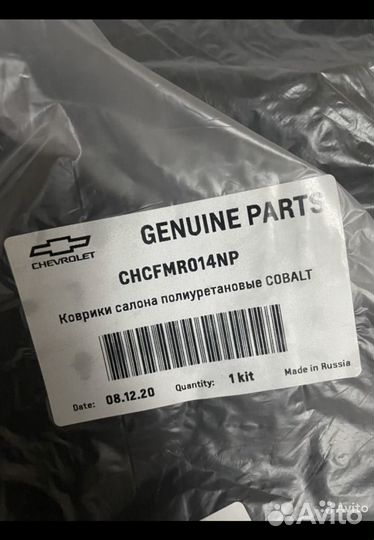 GENUINE PARTS
CHEVROLET
CHCFMR014NP
Коврики салона полиуретановые COBALT
Date: 08.12.20 Quantity: 1 kit Made in Russia
Avito
Avito